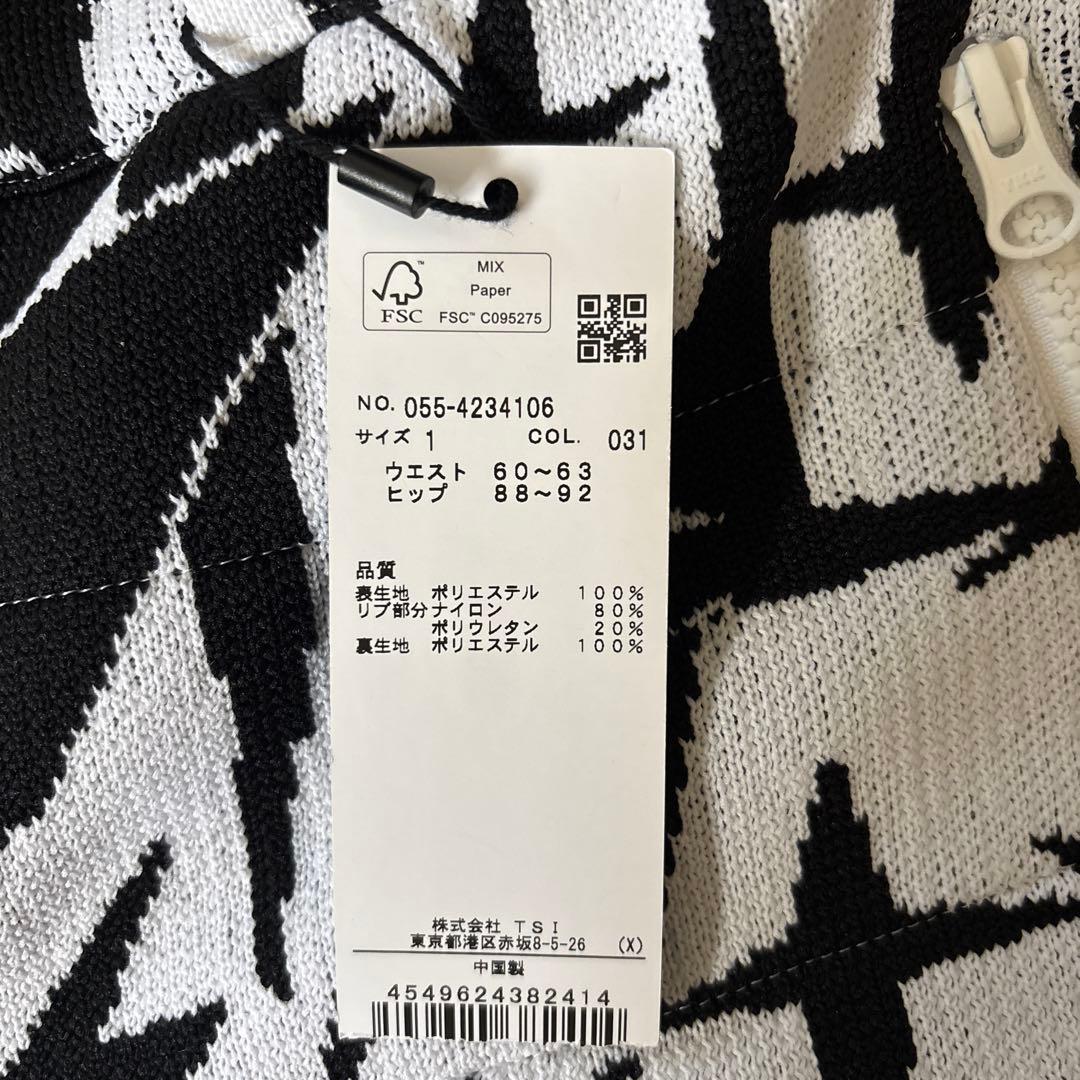 MIX
Paper
FSC™ C095275
FSC
NO. 055-4234106
サイズ 1 COL. 031
ウエスト 60～63
ヒップ 88～92
品質
表生地 ポリエステル 100%
リブ部分 ナイロン 80%
ポリウレタン 20%
裏生地 ポリエステル 100%
株式会社 TSI
東京都港区赤坂8-5-26 (X)
中国製
4549624382414